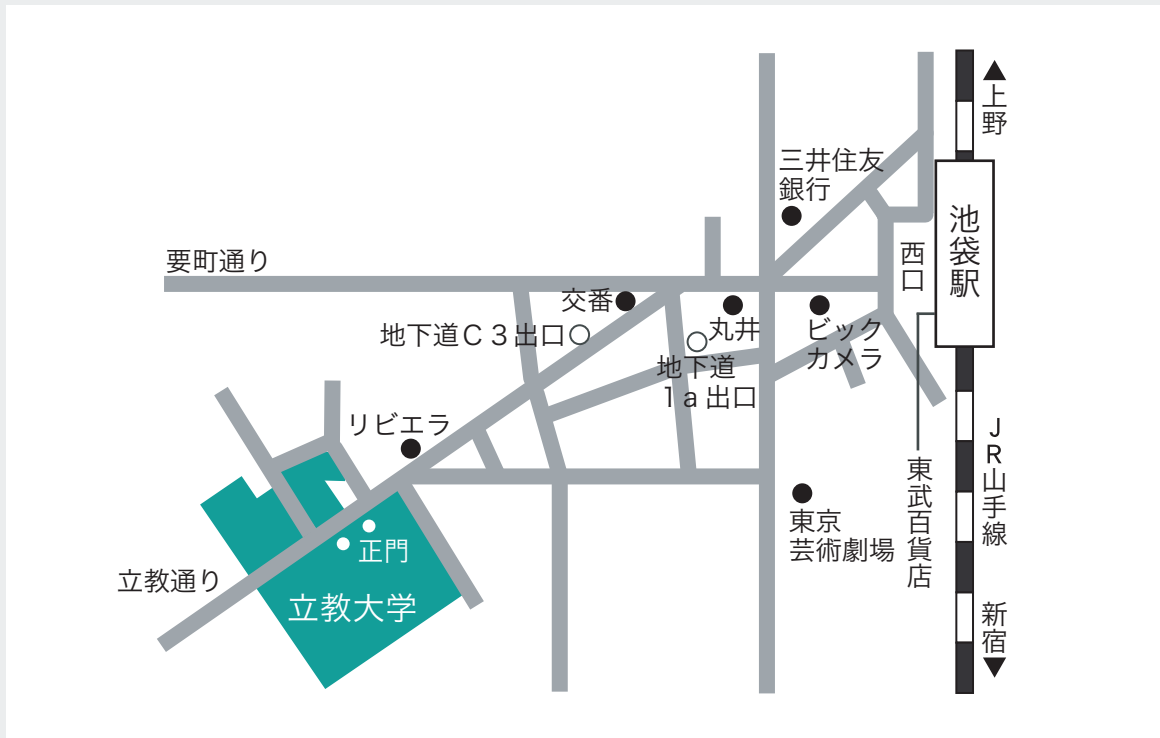 上野
三井住友
銀行
池袋駅
西口
要町通り
交番
丸井
ビック
カメラ
地下道C3出口
地下道
1a出口
リビエラ
JR山手線
東武百貨店
東京
芸術劇場
正門
立教通り
立教大学
新宿